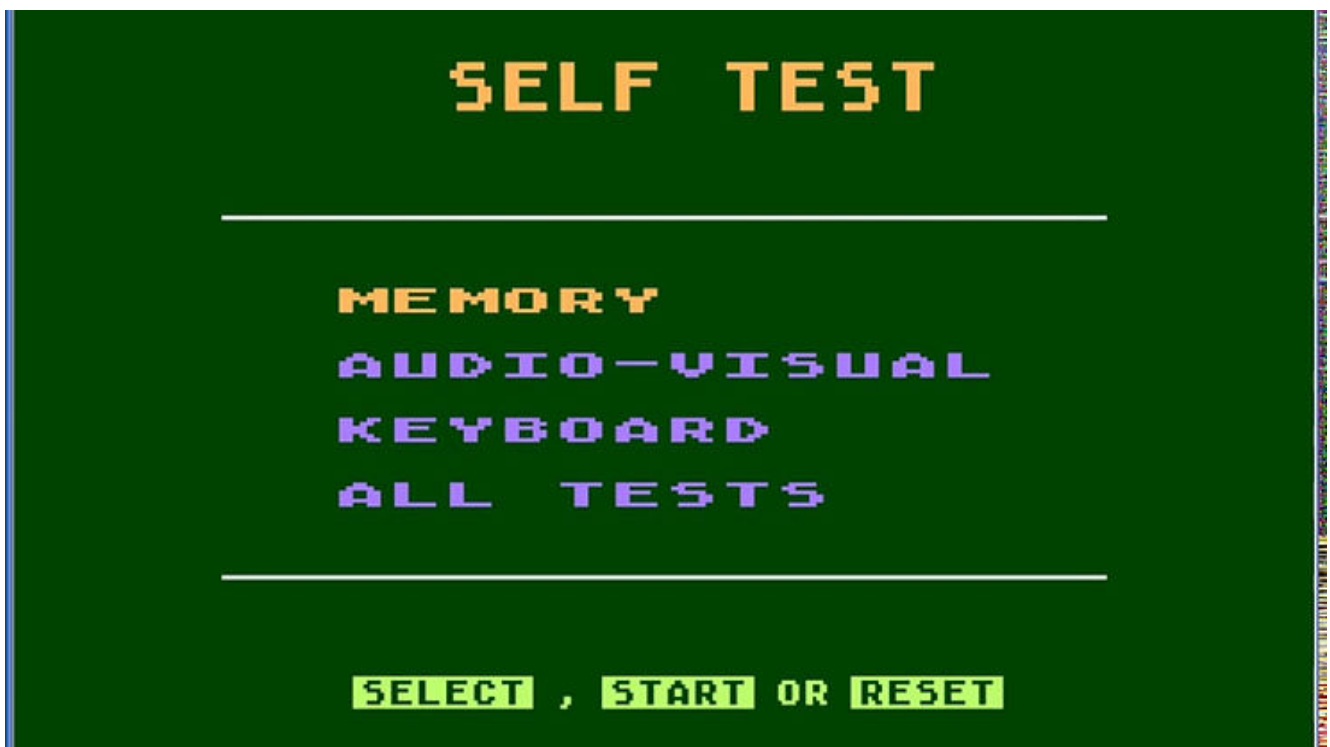 SELF TEST
MEMORY
AUDIO-VISUAL
KEYBOARD
ALL TESTS
SELECT , START OR RESET